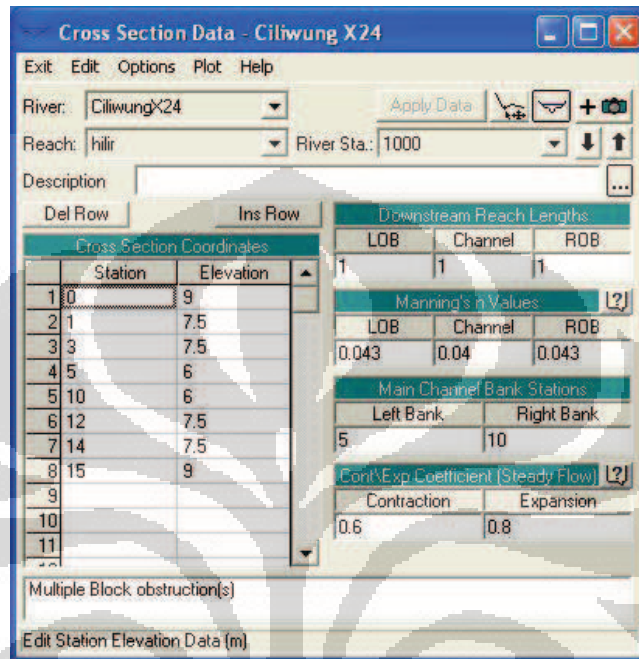 Cross Section Data - Ciliwung X24
Exit Edit Options Plot Help
River: CiliwungX24 Apply Data
Reach: hilir River Sta.: 1000
Description ...
Del Row Ins Row
Cross Section Coordinates
Station Elevation
1 0 9
2 1 7.5
3 3 7.5
4 5 6
5 10 6
6 12 7.5
7 14 7.5
8 15 9
9
10
11
Downstream Reach Lengths
LOB Channel ROB
1 1 1
Manning's n Values ?
LOB Channel ROB
0.043 0.04 0.043
Main Channel Bank Stations
Left Bank Right Bank
5 10
Cont\Exp Coefficient (Steady Flow) ?
Contraction Expansion
0.6 0.8
Multiple Block obstruction(s)
Edit Station Elevation Data (m)